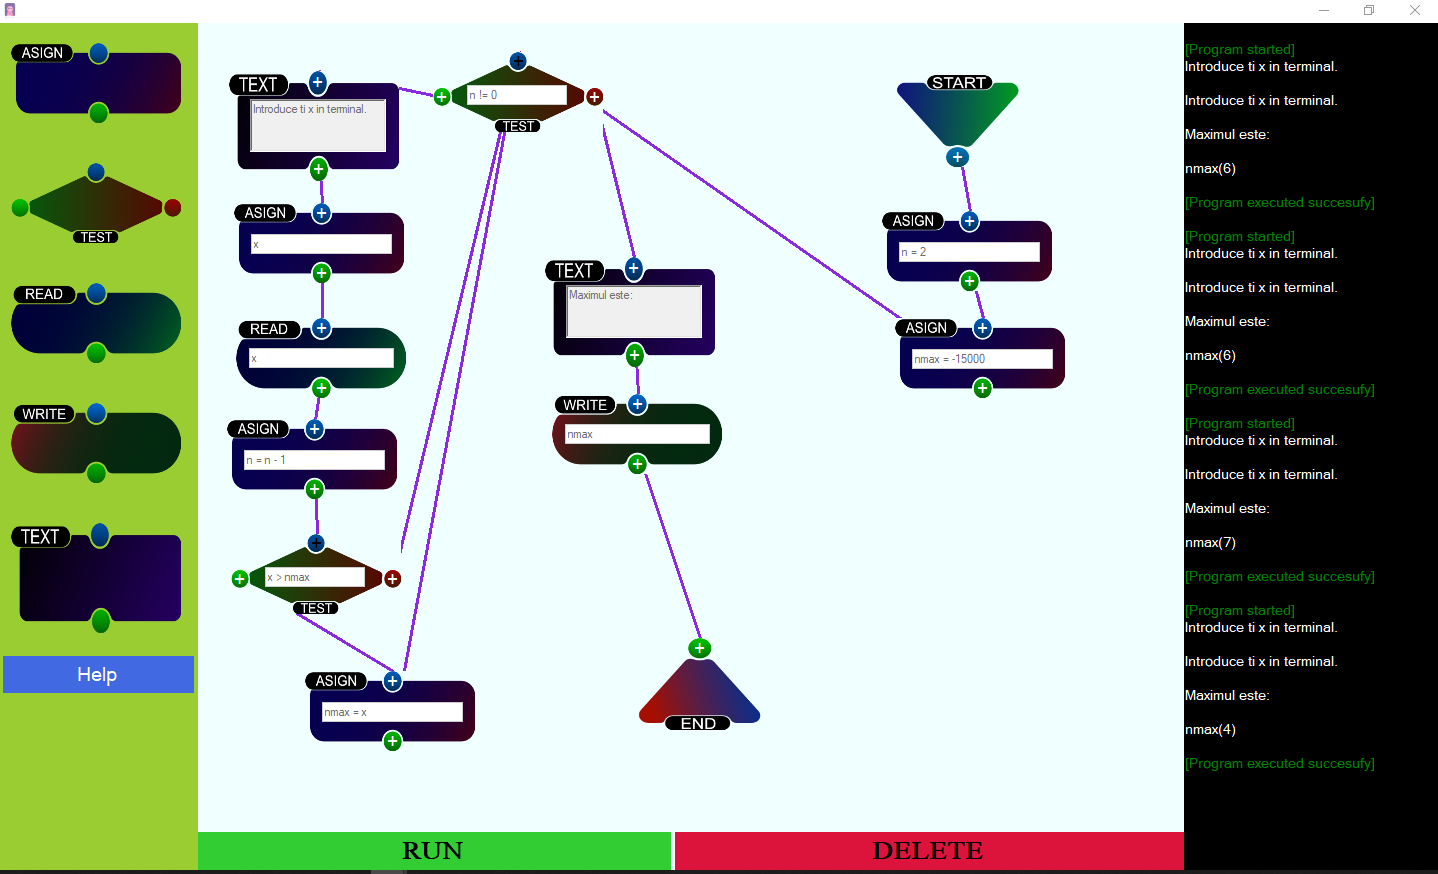 ASIGN
TEST
READ
WRITE
TEXT
Help
TEXT
Introduce ti x in terminal.
ASIGN
x
READ
x
ASIGN
n = n - 1
x > nmax
TEST
ASIGN
nmax = x
n != 0
TEST
TEXT
Maximul este:
WRITE
nmax
END
START
ASIGN
n = 2
ASIGN
nmax = -15000
RUN
DELETE
[Program started]
Introduce ti x in terminal.
Introduce ti x in terminal.
Maximul este:
nmax(6)
[Program executed succesufy]
[Program started]
Introduce ti x in terminal.
Introduce ti x in terminal.
Maximul este:
nmax(6)
[Program executed succesufy]
[Program started]
Introduce ti x in terminal.
Introduce ti x in terminal.
Maximul este:
nmax(7)
[Program executed succesufy]
[Program started]
Introduce ti x in terminal.
Introduce ti x in terminal.
Maximul este:
nmax(4)
[Program executed succesufy]